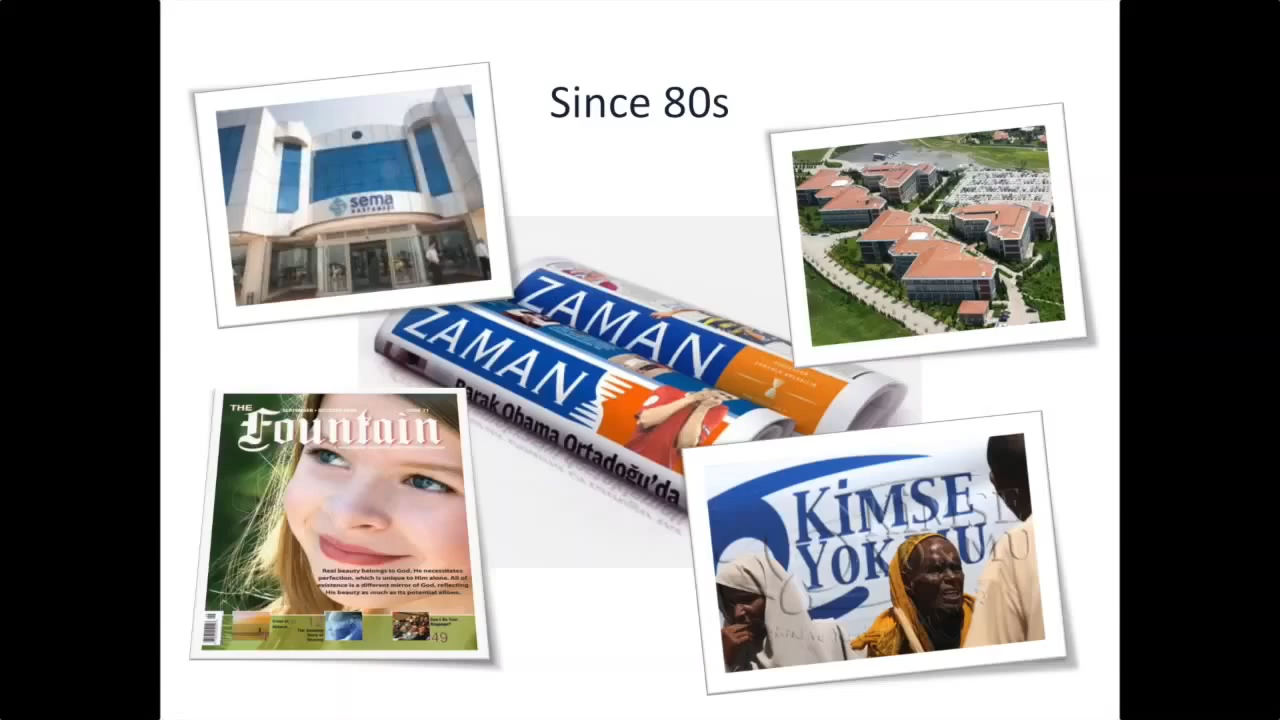 Since 80s
sema
HASTANESİ
ZAMAN
ZAMAN
Barak Obama Ortadoğu'da
THE
Fountain
Real beauty belongs to God. He necessitates
perfection, which is unique to Him alone. All of
existence is a different mirror of God, reflecting
His beauty as much as its potential allows.
KİMSE